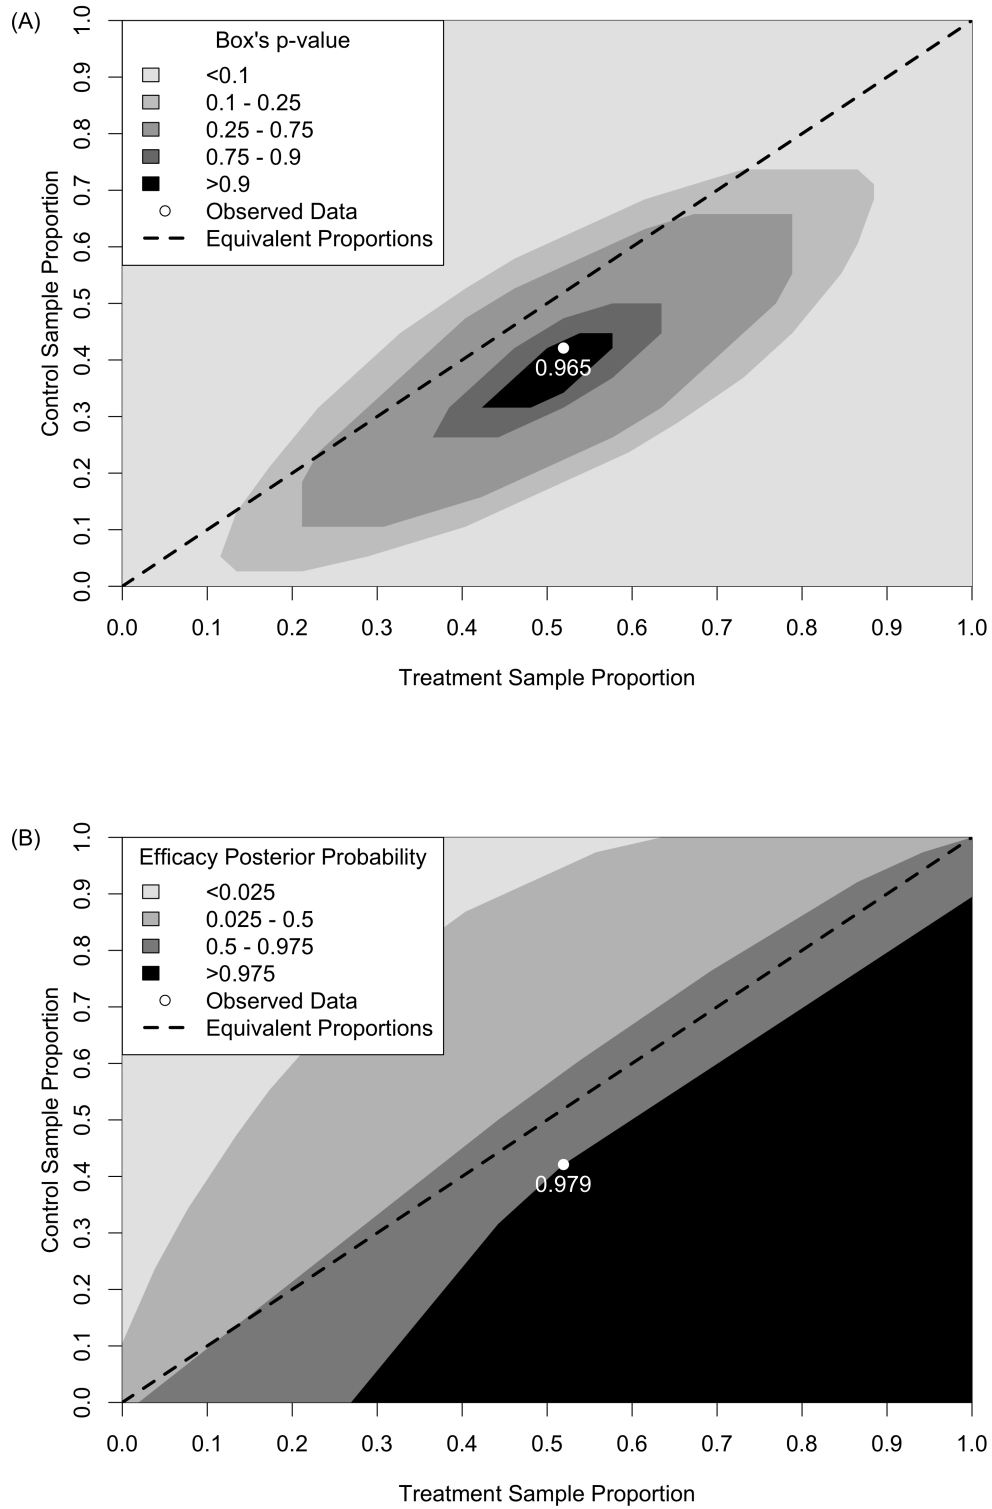 (A)
Box's p-value
<0.1
0.1 - 0.25
0.25 - 0.75
0.75 - 0.9
>0.9
Observed Data
Equivalent Proportions
Control Sample Proportion
1.0
0.9
0.8
0.7
0.6
0.5
0.4
0.3
0.2
0.1
0.0
0.965
0.0 0.1 0.2 0.3 0.4 0.5 0.6 0.7 0.8 0.9 1.0
Treatment Sample Proportion
(B)
Efficacy Posterior Probability
<0.025
0.025 - 0.5
0.5 - 0.975
>0.975
Observed Data
Equivalent Proportions
Control Sample Proportion
1.0
0.9
0.8
0.7
0.6
0.5
0.4
0.3
0.2
0.1
0.0
0.979
0.0 0.1 0.2 0.3 0.4 0.5 0.6 0.7 0.8 0.9 1.0
Treatment Sample Proportion